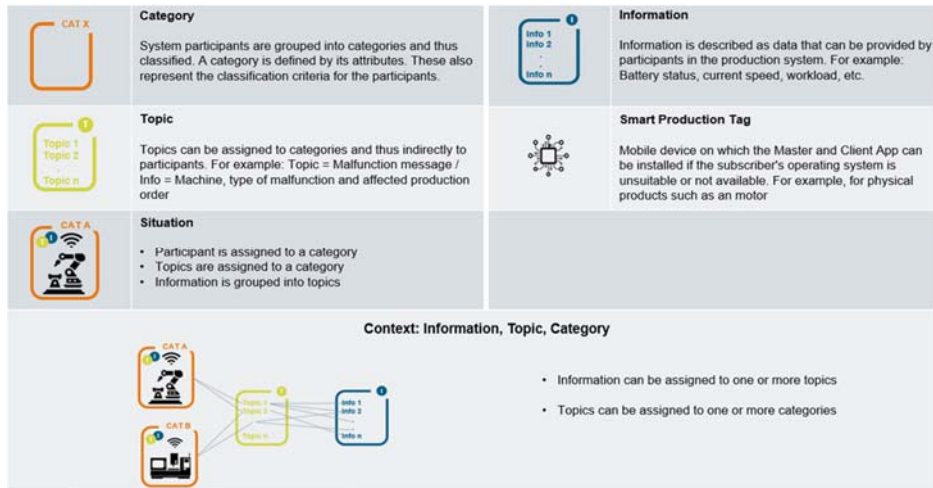 CAT X
Category
System participants are grouped into categories and thus
classified. A category is defined by its attributes. These also
represent the classification criteria for the participants.
I
Info 1
Info 2
.
.
Info n
Information
Information is described as data that can be provided by
participants in the production system. For example:
Battery status, current speed, workload, etc.
T
Topic 1
Topic 2
.
Topic n
Topic
Topics can be assigned to categories and thus indirectly to
participants. For example: Topic = Malfunction message /
Info = Machine, type of malfunction and affected production
order
Smart Production Tag
Mobile device on which the Master and Client App can
be installed if the subscriber's operating system is
unsuitable or not available. For example, for physical
products such as an motor
CAT A
T I
Situation
• Participant is assigned to a category
• Topics are assigned to a category
• Information is grouped into topics
Context: Information, Topic, Category
CAT A
T I
CAT B
T I
T
Topic 1
Topic 2
.
Topic n
I
Info 1
Info 2
.
Info n
• Information can be assigned to one or more topics
• Topics can be assigned to one or more categories